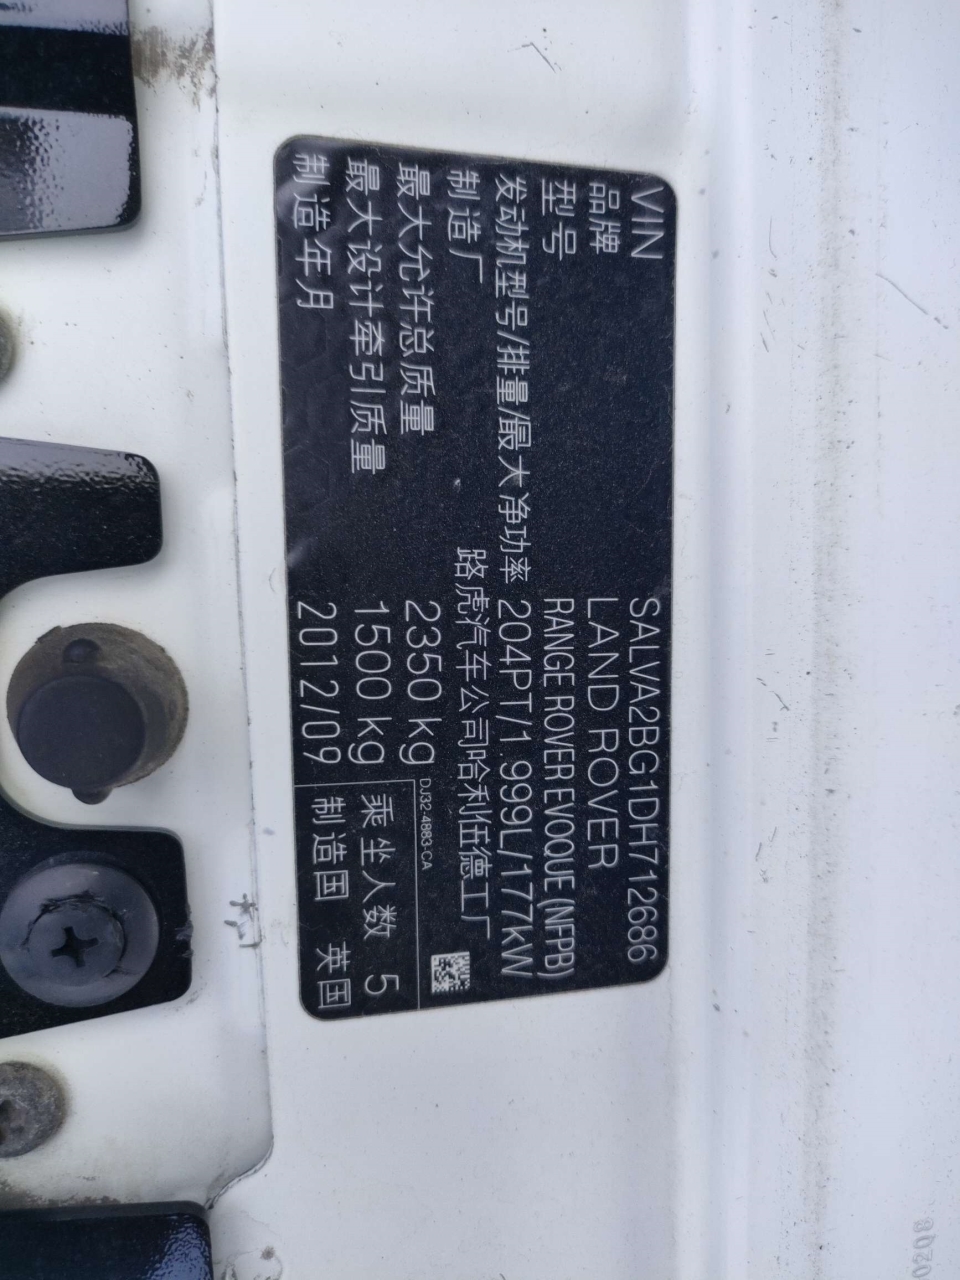 VIN SALVA2BG1DH712686
品牌 LAND ROVER
型号 RANGE ROVER EVOQUE (NFPB)
发动机型号/排量/最大净功率 204PT/1.999L/177kW
制造厂 路虎汽车公司哈利伍德工厂
DJ32-4883-CA
最大允许总质量 2350 kg
最大设计牵引质量 1500 kg 乘坐人数 5
制造年月 2012/09 制造国 英国